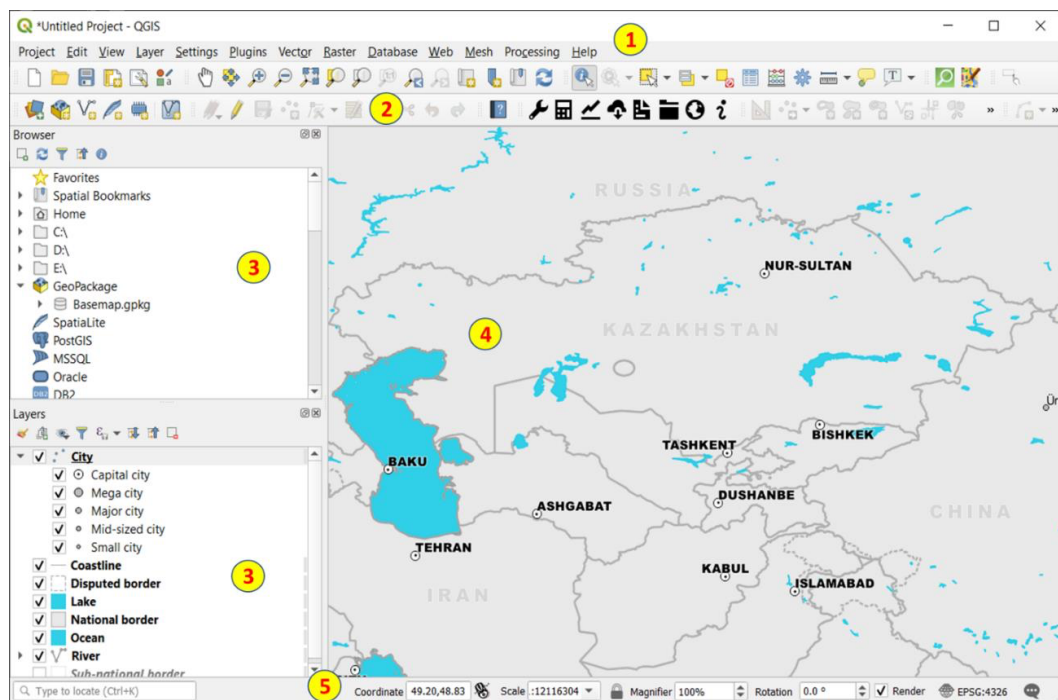 *Untitled Project - QGIS
Project Edit View Layer Settings Plugins Vector Raster Database Web Mesh Processing Help
1
2
Browser
Favorites
Spatial Bookmarks
Home
C:\
D:\
E:\
3
GeoPackage
Basemap.gpkg
SpatiaLite
PostGIS
MSSQL
Oracle
DB2
Layers
City
Capital city
Mega city
Major city
Mid-sized city
Small city
Coastline
3
Disputed border
Lake
National border
Ocean
River
Sub-national border
RUSSIA
NUR-SULTAN
KAZAKHSTAN
4
Ür
BISHKEK
TASHKENT
BAKU
DUSHANBE
ASHGABAT
CHINA
TEHRAN
KABUL
ISLAMABAD
IRAN
Type to locate (Ctrl+K)
5
Coordinate 49.20,48.83 Scale :12116304 Magnifier 100% Rotation 0.0 ° Render EPSG:4326